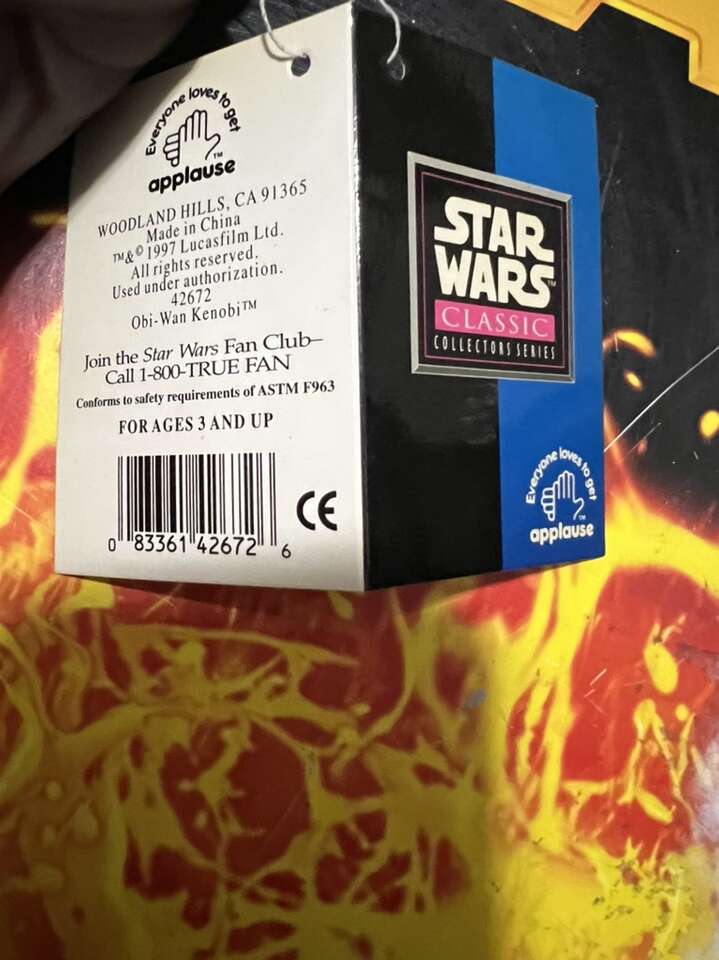 Everyone loves to get
applause™
WOODLAND HILLS, CA 91365
Made in China
™&© 1997 Lucasfilm Ltd.
All rights reserved.
Used under authorization.
42672
Obi-Wan Kenobi™
Join the Star Wars Fan Club–
Call 1-800-TRUE FAN
Conforms to safety requirements of ASTM F963
FOR AGES 3 AND UP
0 83361 42672 6
CE
STAR
WARS™
CLASSIC
COLLECTORS SERIES
Everyone loves to get
applause™